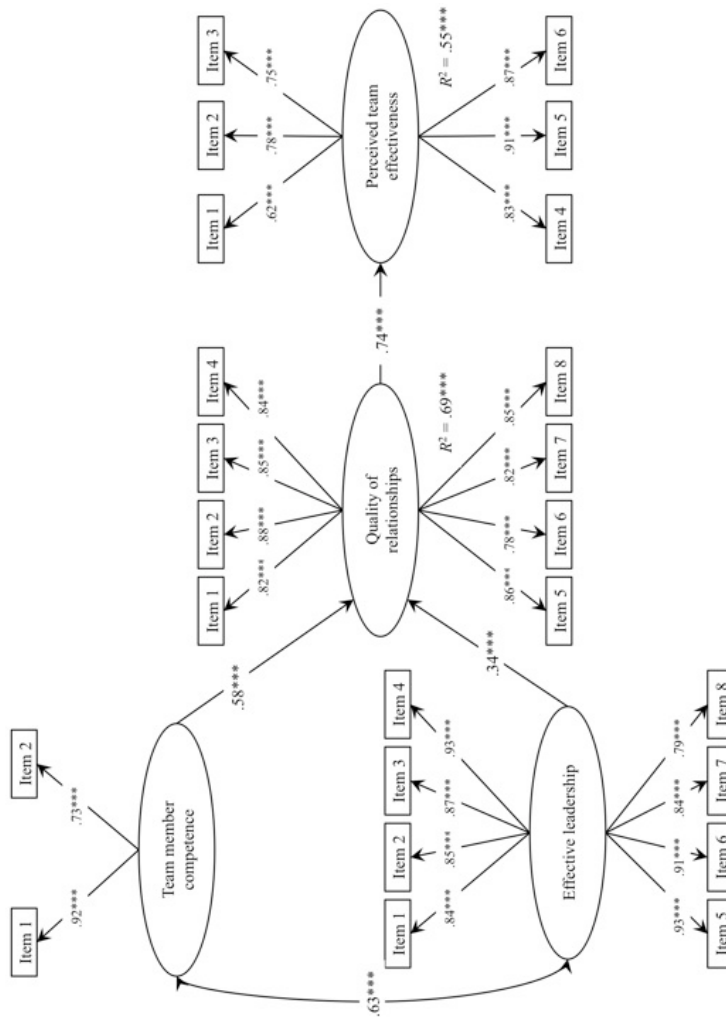 Item 1
Item 2
.92***
.73***
Team member
competence
.63***
.58***
Item 1
Item 2
Item 3
Item 4
.84***
.85***
.87***
.93***
Effective leadership
.93***
.91***
.84***
.79***
Item 5
Item 6
Item 7
Item 8
.34***
Item 1
Item 2
Item 3
Item 4
.82***
.88***
.85***
.84***
Quality of
relationships
R² = .69***
.86***
.78***
.82***
.85***
Item 5
Item 6
Item 7
Item 8
.74***
Item 1
Item 2
Item 3
.62***
.78***
.75***
Perceived team
effectiveness
R² = .55***
.83***
.91***
.87***
Item 4
Item 5
Item 6